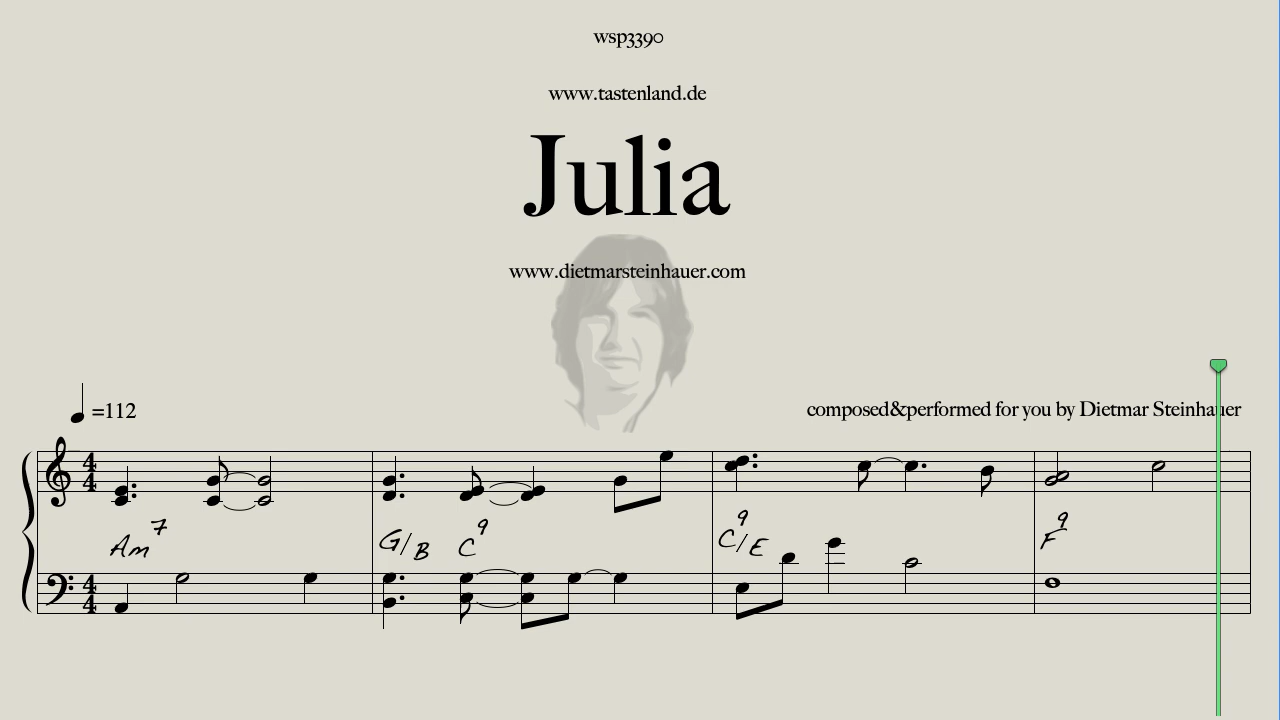 wsp3390
www.tastenland.de
Julia
www.dietmarsteinhauer.com
=112
composed&performed for you by Dietmar Steinhauer
4 4
Am7 G/B C9 C9/E F9
4 4